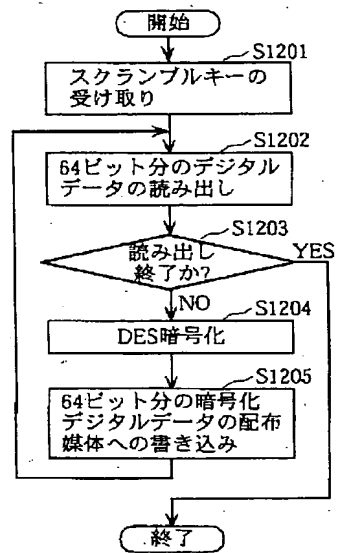 開始
S1201
スクランブルキーの
受け取り
S1202
64ビット分のデジタル
データの読み出し
S1203
読み出し
終了か?
YES
NO
S1204
DES暗号化
S1205
64ビット分の暗号化
デジタルデータの配布
媒体への書き込み
終了